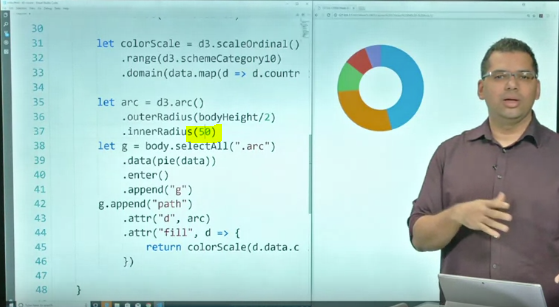 30
31 let colorScale = d3.scaleOrdinal()
32 .range(d3.schemeCategory10)
33 .domain(data.map(d => d.countr
34
35 let arc = d3.arc()
36 .outerRadius(bodyHeight/2)
37 .innerRadius(50)
38 let g = body.selectAll(".arc")
39 .data(pie(data))
40 .enter()
41 .append("g")
42 g.append("path")
43 .attr("d", arc)
44 .attr("fill", d => {
45 return colorScale(d.data.c
46 })
47
48 }